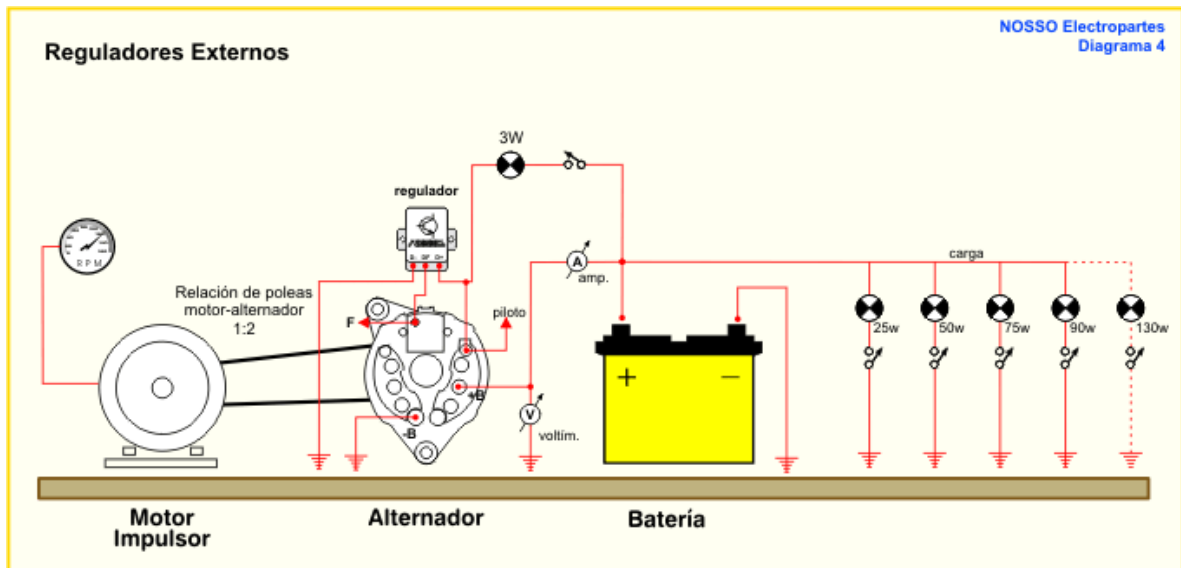 NOSSO Electropartes
Diagrama 4
Reguladores Externos
3W
regulador
D- DF D+
RPM
A
amp.
carga
Relación de poleas
motor-alternador
1:2
F
piloto
25w 50w 75w 90w 130w
+B
-B
V
voltím.
+ −
Motor
Impulsor
Alternador
Batería